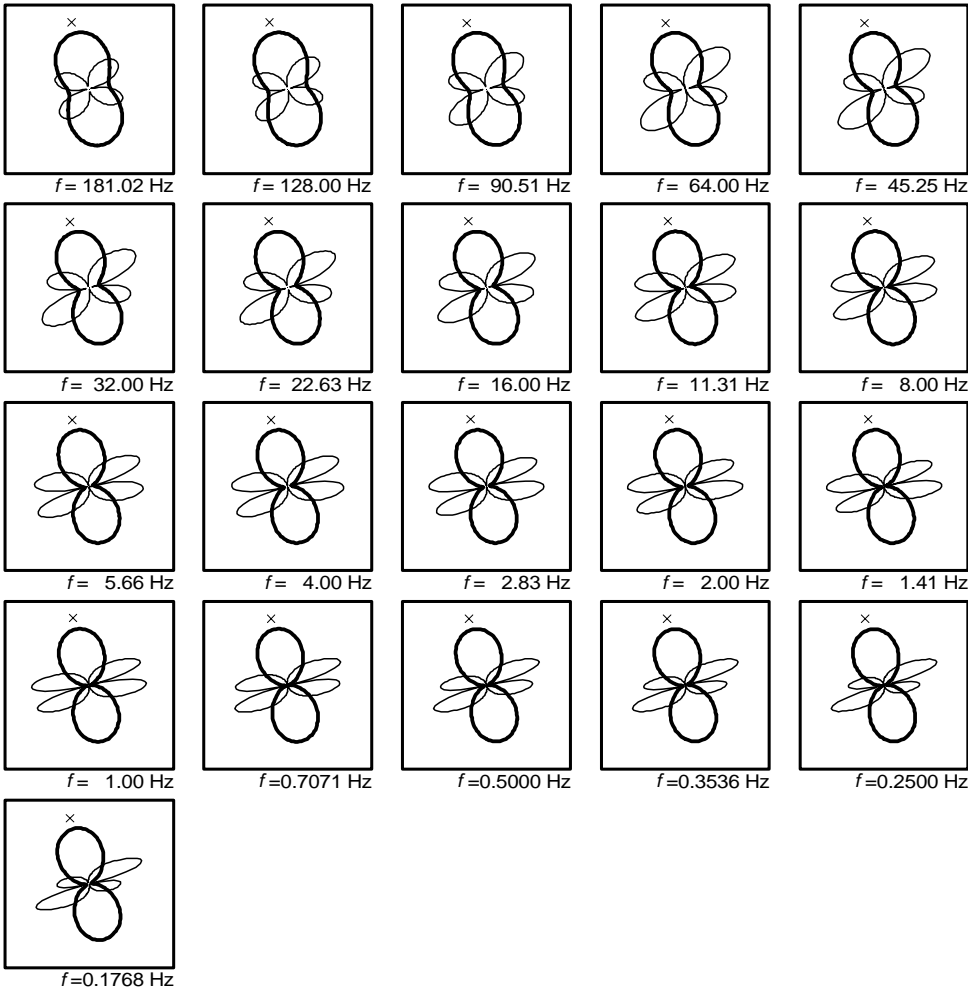 f= 181.02 Hz f= 128.00 Hz f= 90.51 Hz f= 64.00 Hz f= 45.25 Hz
f= 32.00 Hz f= 22.63 Hz f= 16.00 Hz f= 11.31 Hz f= 8.00 Hz
f= 5.66 Hz f= 4.00 Hz f= 2.83 Hz f= 2.00 Hz f= 1.41 Hz
f= 1.00 Hz f=0.7071 Hz f=0.5000 Hz f=0.3536 Hz f=0.2500 Hz
f=0.1768 Hz